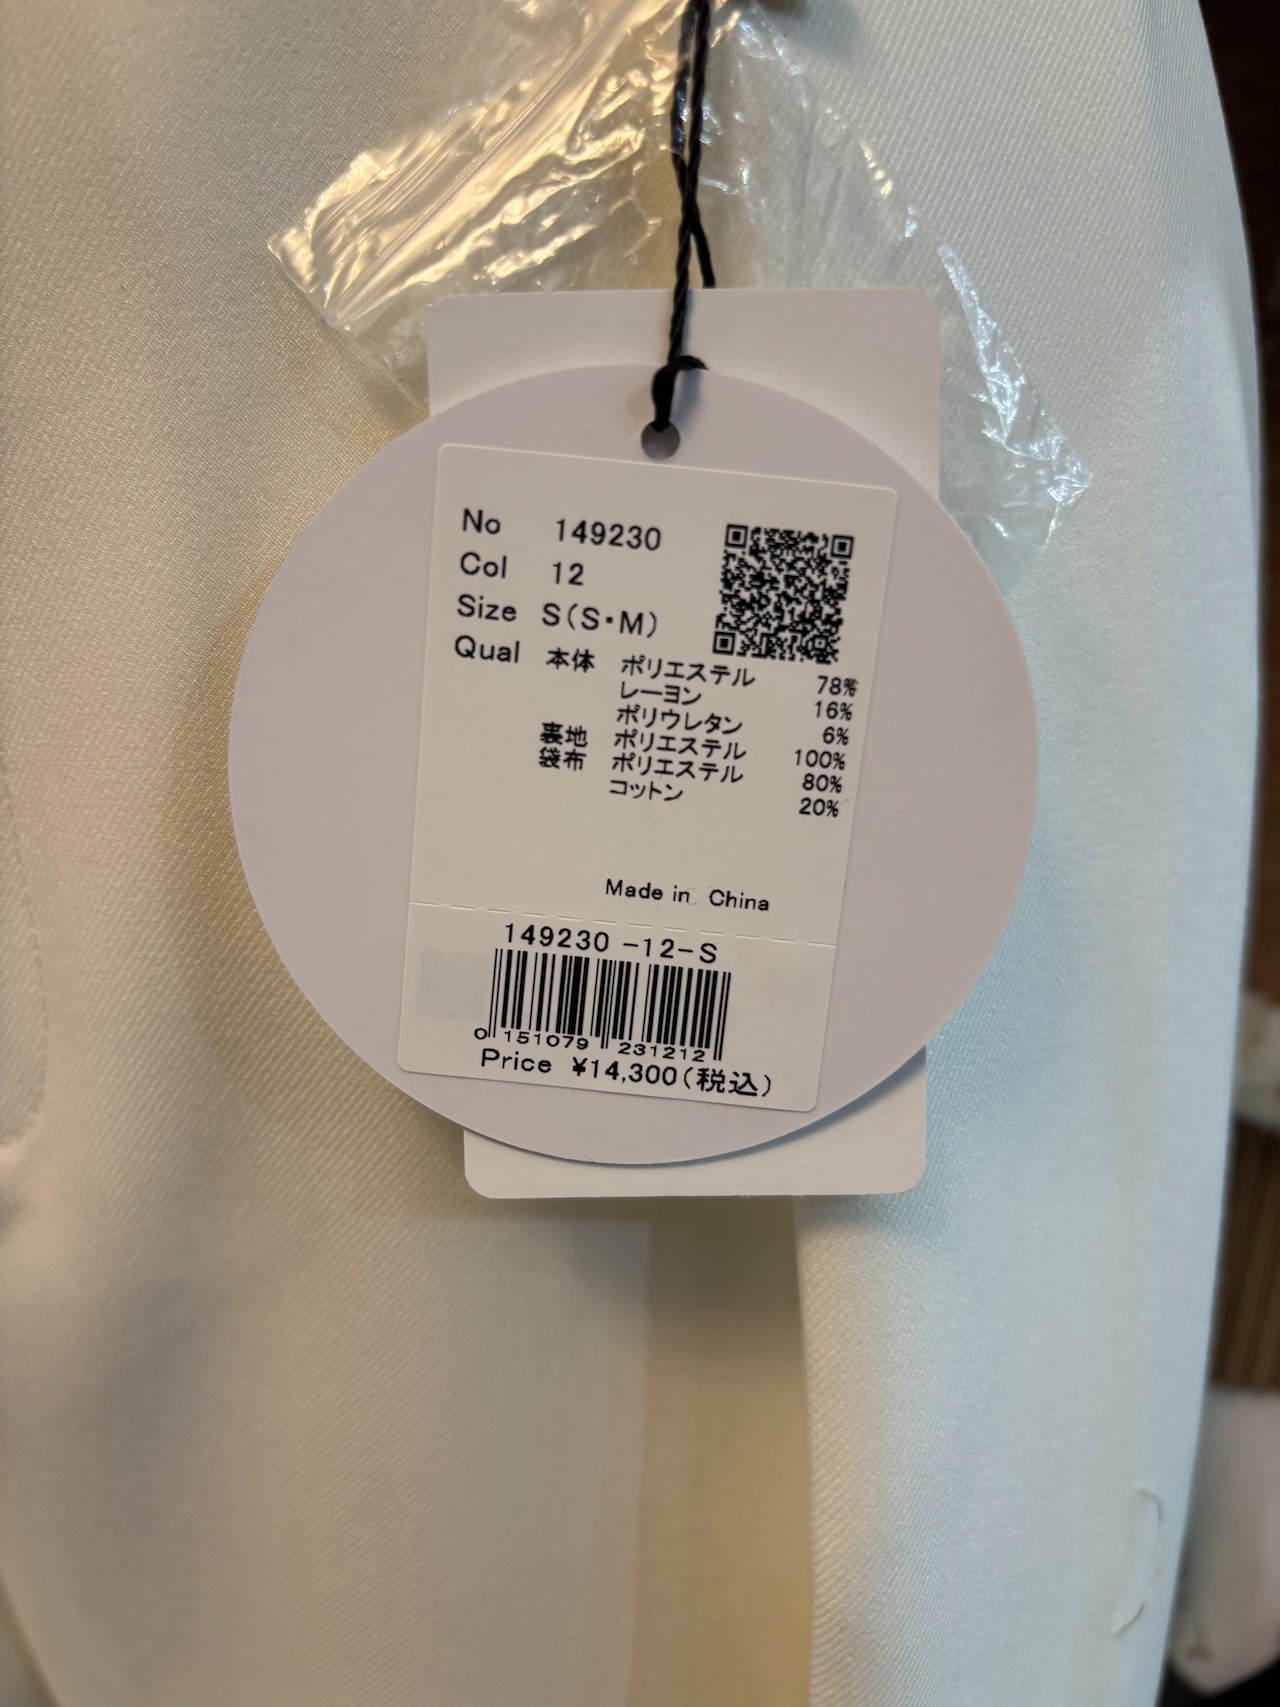 No 149230
Col 12
Size S(S・M)
Qual 本体 ポリエステル 78%
レーヨン 16%
ポリウレタン 6%
裏地 ポリエステル 100%
袋布 ポリエステル 80%
コットン 20%
Made in China
149230 -12-S
0 151079 231212
Price ¥14,300(税込)